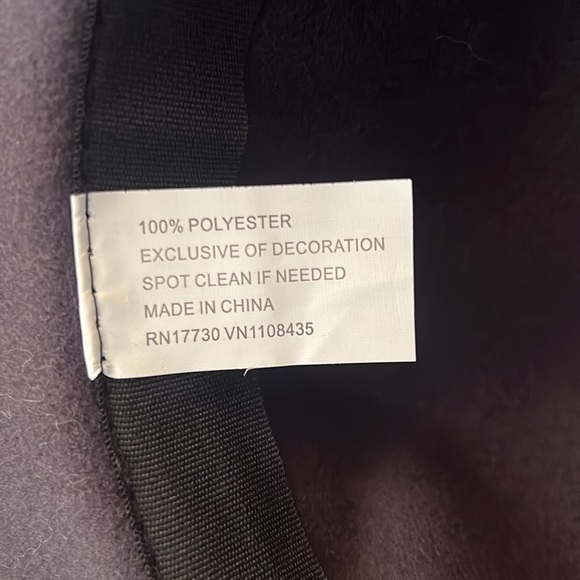 100% POLYESTER
EXCLUSIVE OF DECORATION
SPOT CLEAN IF NEEDED
MADE IN CHINA
RN17730 VN1108435